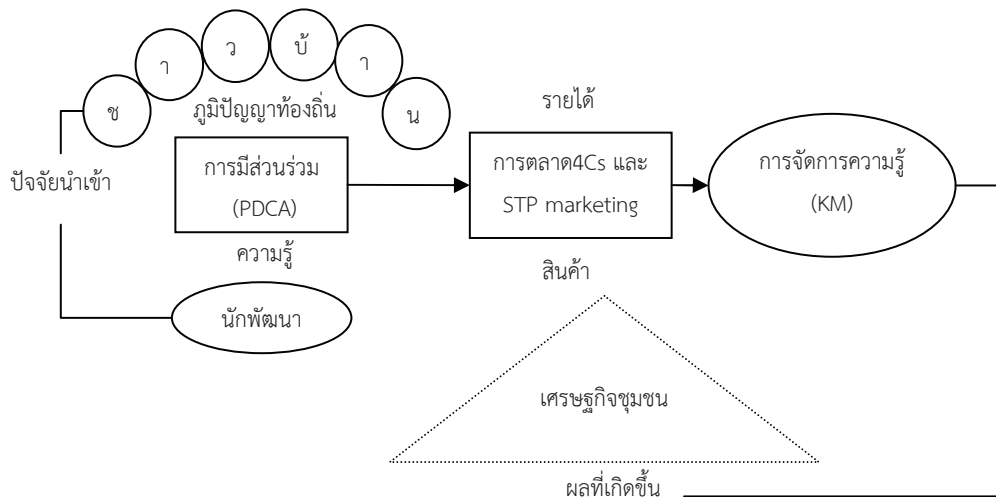 ชาวบ้าน
ภูมิปัญญาท้องถิ่น
รายได้
ปัจจัยนำเข้า
การมีส่วนร่วม
(PDCA)
การตลาด4Cs และ
STP marketing
การจัดการความรู้
(KM)
ความรู้
สินค้า
นักพัฒนา
เศรษฐกิจชุมชน
ผลที่เกิดขึ้น